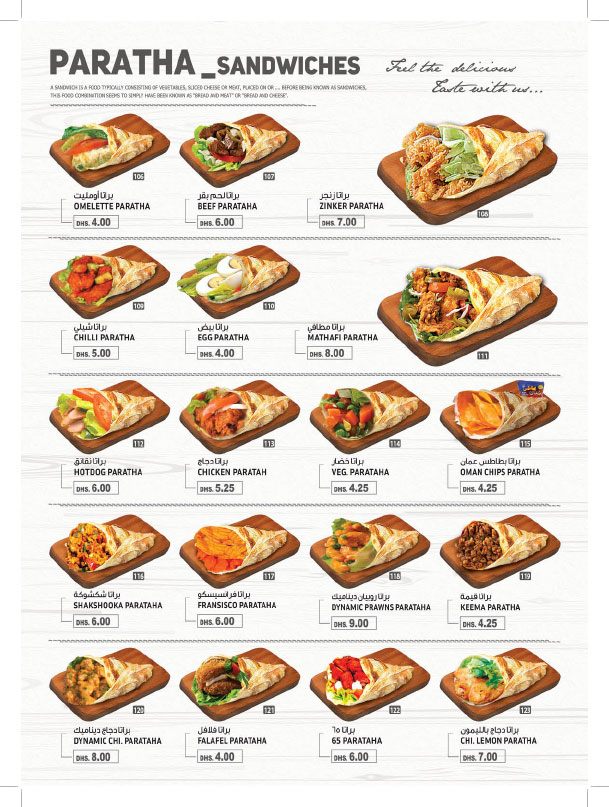 PARATHA _SANDWICHES
Feel the delicious
Taste with us...
A SANDWICH IS A FOOD TYPICALLY CONSISTING OF VEGETABLES, SLICED CHEESE OR MEAT, PLACED ON OR .... BEFORE BEING KNOWN AS SANDWICHES,
THIS FOOD COMBINATION SEEMS TO SIMPLY HAVE BEEN KNOWN AS "BREAD AND MEAT" OR "BREAD AND CHEESE".
106
براتا أومليت
OMELETTE PARATHA
DHS. 4.00
107
براتا لحم بقر
BEEF PARATAHA
DHS. 6.00
براتا زنجر
ZINKER PARATHA
DHS. 7.00
108
109
براتا شيلي
CHILLI PARATHA
DHS. 5.00
110
براتا بيض
EGG PARATHA
DHS. 4.00
براتا مطافي
MATHAFI PARATHA
DHS. 8.00
111
112
براتا نقانق
HOTDOG PARATHA
DHS. 6.00
113
براتا دجاج
CHICKEN PARATAH
DHS. 5.25
114
براتا خضار
VEG. PARATAHA
DHS. 4.25
115
براتا بطاطس عمان
OMAN CHIPS PARATHA
DHS. 4.25
116
براتا شكشوكة
SHAKSHOOKA PARATAHA
DHS. 6.00
117
براتا فرانسيسكو
FRANSISCO PARATAHA
DHS. 6.00
118
براتا روبيان ديناميك
DYNAMIC PRAWNS PARATAHA
DHS. 9.00
119
براتا قيمة
KEEMA PARATHA
DHS. 4.25
120
براتا دجاج ديناميك
DYNAMIC CHI. PARATAHA
DHS. 8.00
121
براتا فلافل
FALAFEL PARATAHA
DHS. 4.00
122
براتا ٦٥
65 PARATAHA
DHS. 6.00
123
براتا دجاج بالليمون
CHI. LEMON PARATHA
DHS. 7.00